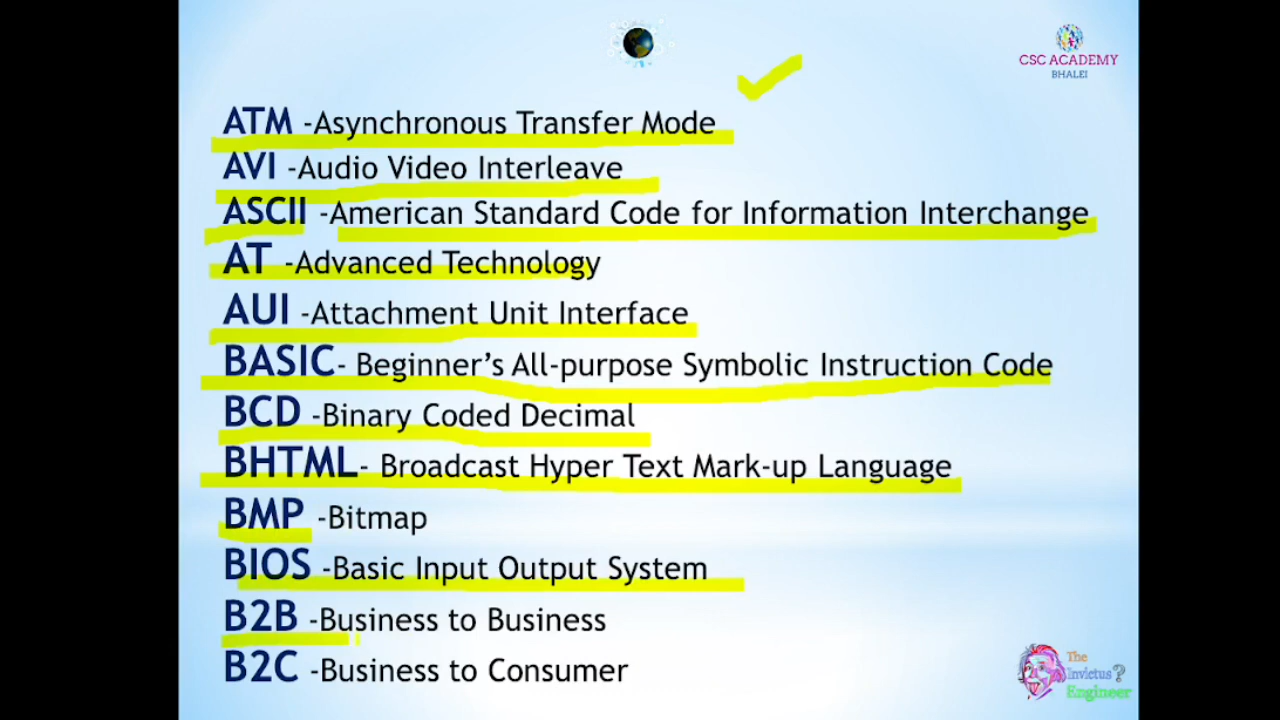 CSC ACADEMY
BHALEI
ATM -Asynchronous Transfer Mode
AVI -Audio Video Interleave
ASCII -American Standard Code for Information Interchange
AT -Advanced Technology
AUI -Attachment Unit Interface
BASIC- Beginner’s All-purpose Symbolic Instruction Code
BCD -Binary Coded Decimal
BHTML- Broadcast Hyper Text Mark-up Language
BMP -Bitmap
BIOS -Basic Input Output System
B2B -Business to Business
B2C -Business to Consumer
The
Invictus?
Engineer